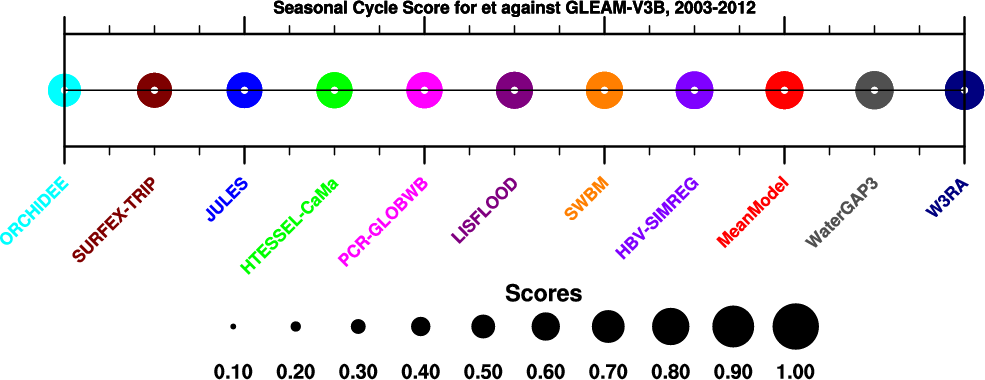 Seasonal Cycle Score for et against GLEAM-V3B, 2003-2012
ORCHIDEE
SURFEX-TRIP
JULES
HTESSEL-CaMa
PCR-GLOBWB
LISFLOOD
SWBM
HBV-SIMREG
MeanModel
WaterGAP3
W3RA
Scores
0.10 0.20 0.30 0.40 0.50 0.60 0.70 0.80 0.90 1.00